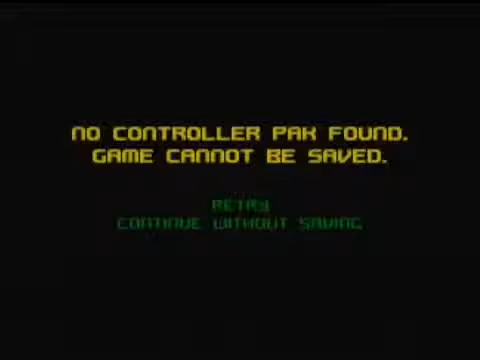 NO CONTROLLER PAK FOUND.
GAME CANNOT BE SAVED.
RETRY
CONTINUE WITHOUT SAVING